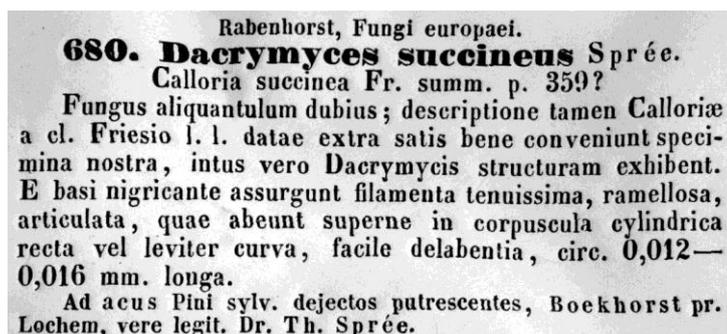 Rabenhorst, Fungi europaei.
680. Dacrymyces succineus Sprée.
Calloria succinea Fr. summ. p. 359?
Fungus aliquantulum dubius; descriptione tamen Calloriæ
a cl. Friesio l. l. datae extra satis bene conveniunt speci-
mina nostra, intus vero Dacrymycis structuram exhibent.
E basi nigricante assurgunt filamenta tenuissima, ramellosa,
articulata, quae abeunt superne in corpuscula cylindrica
recta vel leviter curva, facile delabentia, circ. 0,012—
0,016 mm. longa.
Ad acus Pini sylv. dejectos putrescentes, Boekhorst pr.
Lochem, vere legit. Dr. Th. Sprée.